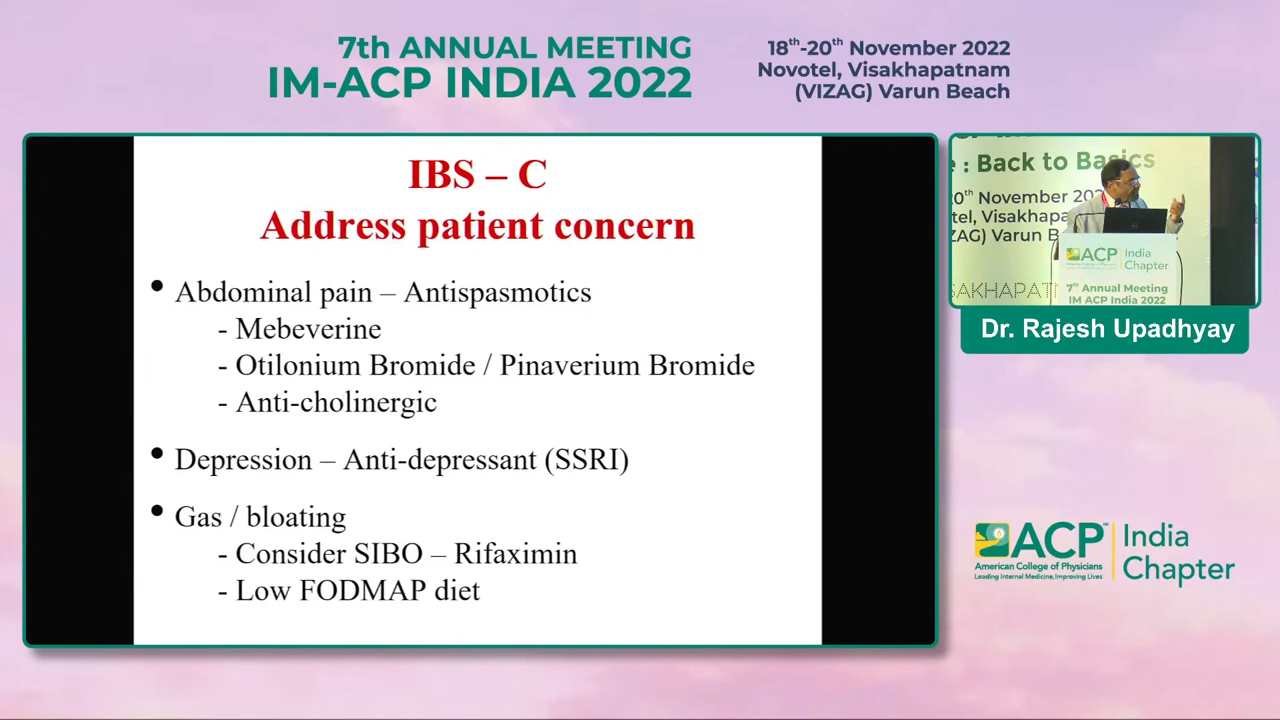 7th ANNUAL MEETING
IM-ACP INDIA 2022
18th-20th November 2022
Novotel, Visakhapatnam
(VIZAG) Varun Beach
IBS – C
Address patient concern
• Abdominal pain – Antispasmotics
- Mebeverine
- Otilonium Bromide / Pinaverium Bromide
- Anti-cholinergic
• Depression – Anti-depressant (SSRI)
• Gas / bloating
- Consider SIBO – Rifaximin
- Low FODMAP diet
: Back to Basics
November
Varun
ACP India
Chapter
7th Annual Meeting
IM ACP India 2022
Dr. Rajesh Upadhyay
ACP™ India
Chapter
American College of Physicians
Leading Internal Medicine, Improving Lives